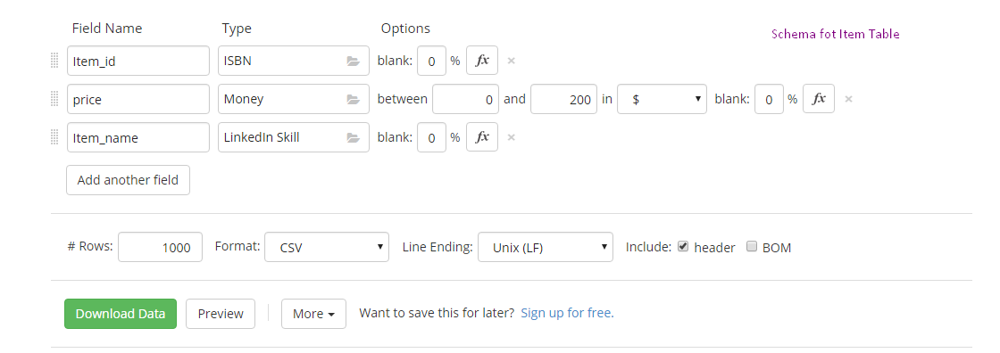 Field Name Type Options
Schema fot Item Table
Item_id ISBN blank: 0 % fx ×
price Money between 0 and 200 in $ blank: 0 % fx ×
Item_name LinkedIn Skill blank: 0 % fx ×
Add another field
# Rows: 1000 Format: CSV Line Ending: Unix (LF) Include: header BOM
Download Data Preview More Want to save this for later? Sign up for free.